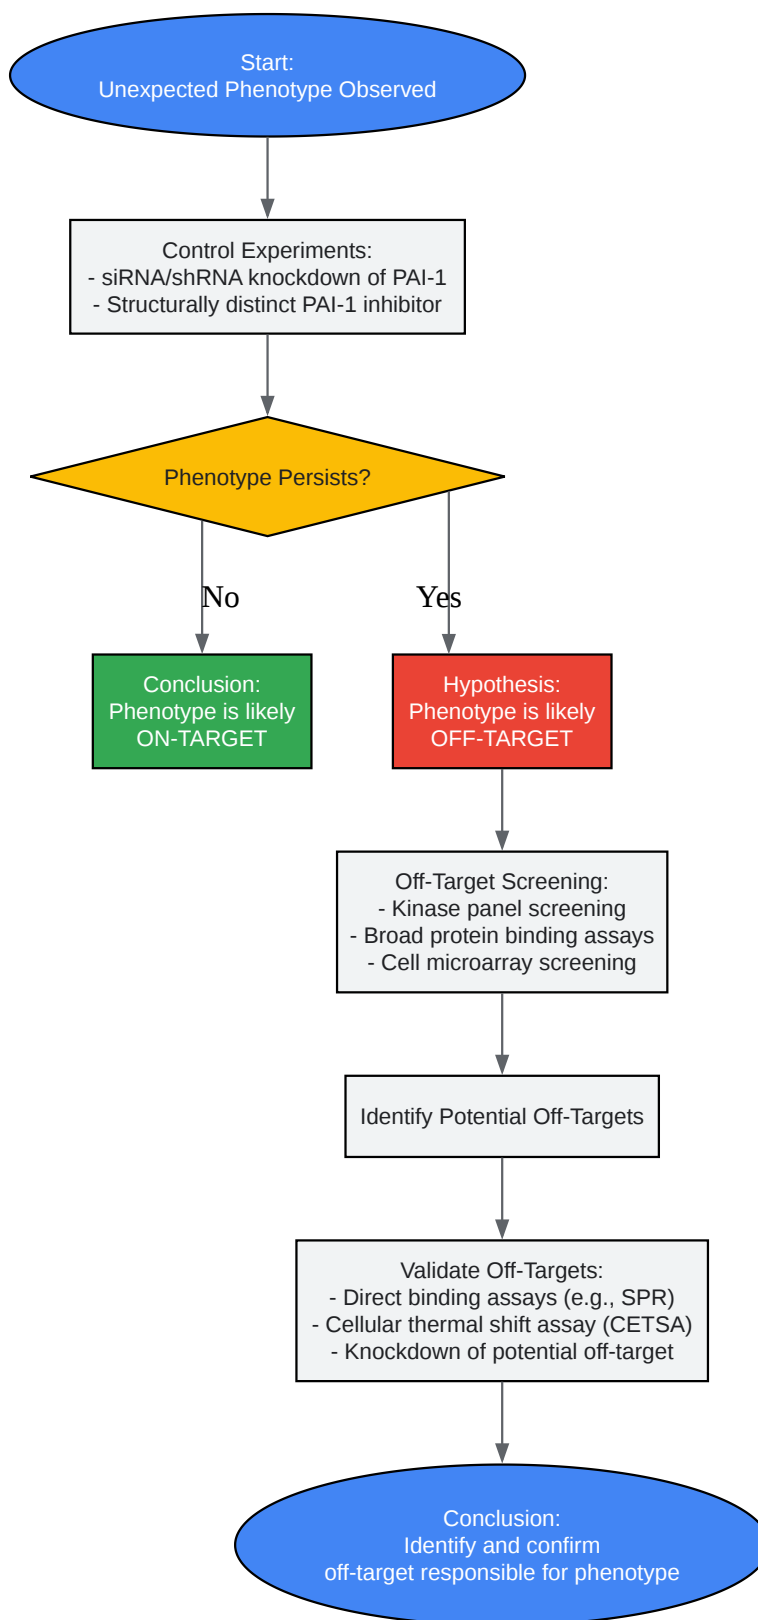 Start:
Unexpected Phenotype Observed
Control Experiments:
- siRNA/shRNA knockdown of PAI-1
- Structurally distinct PAI-1 inhibitor
Phenotype Persists?
No
Yes
Conclusion:
Phenotype is likely
ON-TARGET
Hypothesis:
Phenotype is likely
OFF-TARGET
Off-Target Screening:
- Kinase panel screening
- Broad protein binding assays
- Cell microarray screening
Identify Potential Off-Targets
Validate Off-Targets:
- Direct binding assays (e.g., SPR)
- Cellular thermal shift assay (CETSA)
- Knockdown of potential off-target
Conclusion:
Identify and confirm
off-target responsible for phenotype